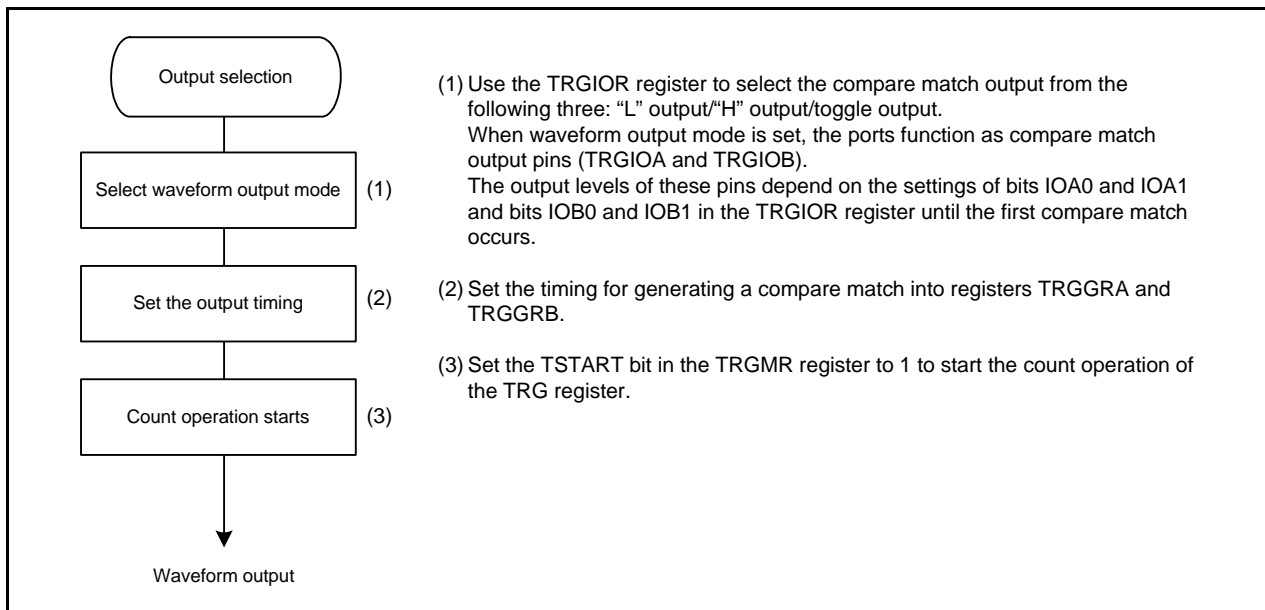 Output selection
Select waveform output mode
(1)
Set the output timing
(2)
Count operation starts
(3)
Waveform output
(1) Use the TRGIOR register to select the compare match output from the
following three: “L” output/“H” output/toggle output.
When waveform output mode is set, the ports function as compare match
output pins (TRGIOA and TRGIOB).
The output levels of these pins depend on the settings of bits IOA0 and IOA1
and bits IOB0 and IOB1 in the TRGIOR register until the first compare match
occurs.
(2) Set the timing for generating a compare match into registers TRGGRA and
TRGGRB.
(3) Set the TSTART bit in the TRGMR register to 1 to start the count operation of
the TRG register.